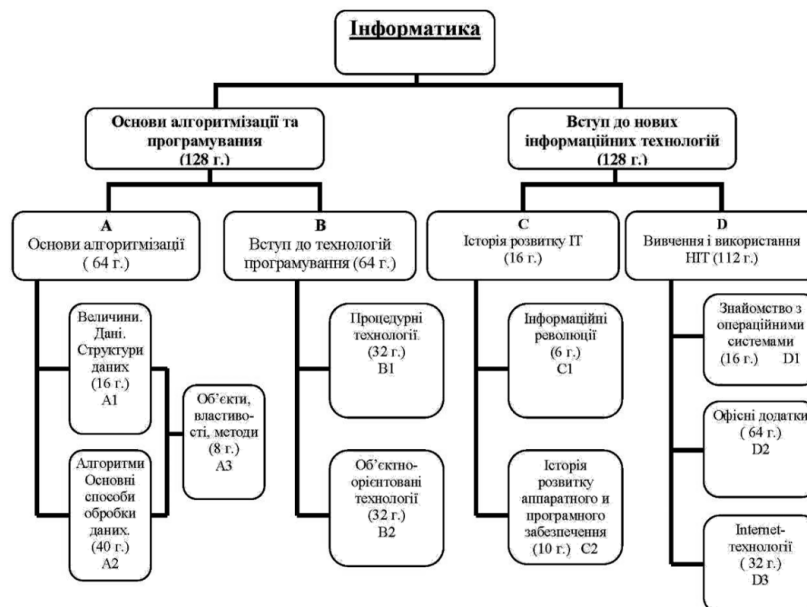 Інформатика
Основи алгоритмізації та
програмування
(128 г.)
Вступ до нових
інформаційних технологій
(128 г.)
A
Основи алгоритмізації
( 64 г.)
B
Вступ до технологій
програмування (64 г.)
C
Історія розвитку ІТ
(16 г.)
D
Вивчення і використання
НІТ (112 г.)
Величини.
Дані.
Структури
даних
(16 г.)
A1
Алгоритми
Основні
способи
обробки
даних.
(40 г.)
A2
Об'єкти,
властиво-
сті, методи
(8 г.)
A3
Процедурні
технології
(32 г.)
B1
Об'єктно-
орієнтовані
технології
(32 г.)
B2
Інформаційні
революції
(6 г.)
C1
Історія
розвитку
аппаратного и
програмного
забезпечення
(10 г.) C2
Знайомство з
операційними
системами
(16 г.) D1
Офісні додатки
( 64 г.)
D2
Internet-
технології
( 32 г.)
D3